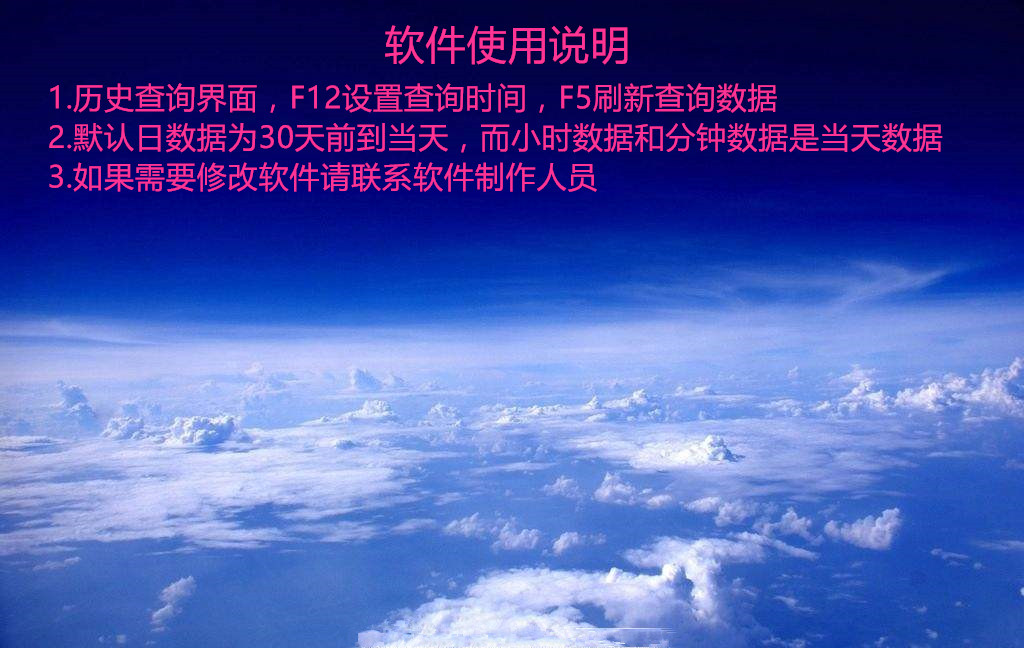 软件使用说明
1.历史查询界面，F12设置查询时间，F5刷新查询数据
2.默认日数据为30天前到当天，而小时数据和分钟数据是当天数据
3.如果需要修改软件请联系软件制作人员